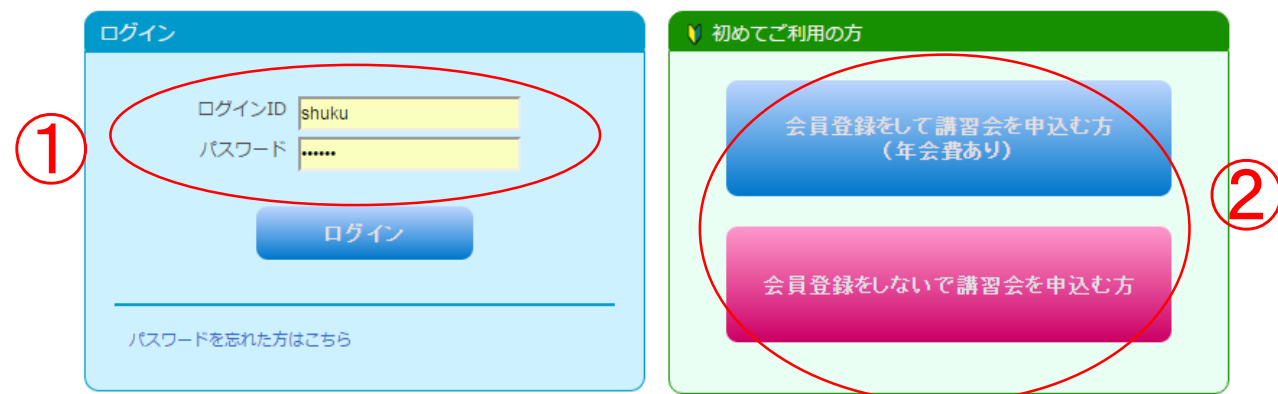 ログイン
ログインID shuku
パスワード ••••••
①
ログイン
パスワードを忘れた方はこちら
初めてご利用の方
会員登録をして講習会を申込む方
（年会費あり）
②
会員登録をしないで講習会を申込む方